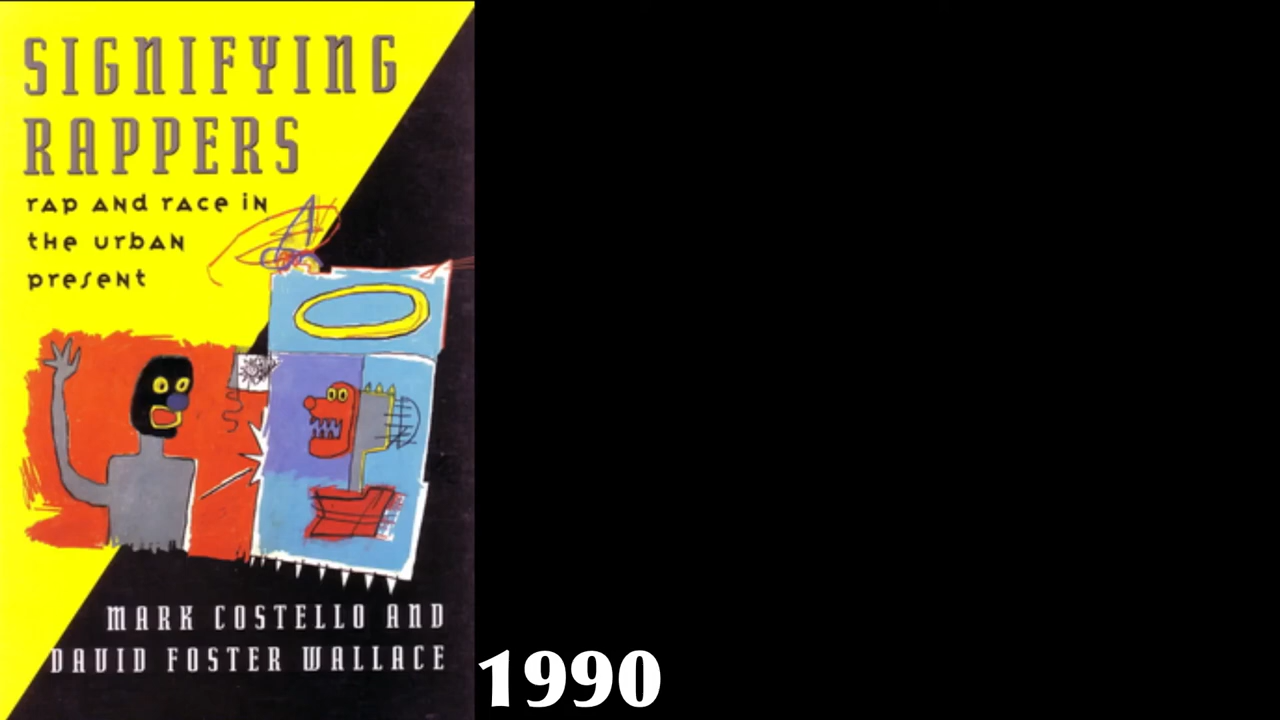 SIGNIFYING
RAPPERS
rap and race in
the urban
present
MARK COSTELLO AND
DAVID FOSTER WALLACE
1990